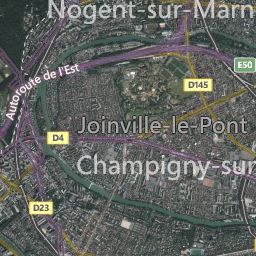 Nogent-sur-Marn
Autoroute de l'Est
E50
D145
D4
Joinville-le-Pont
Champigny-sur
D23